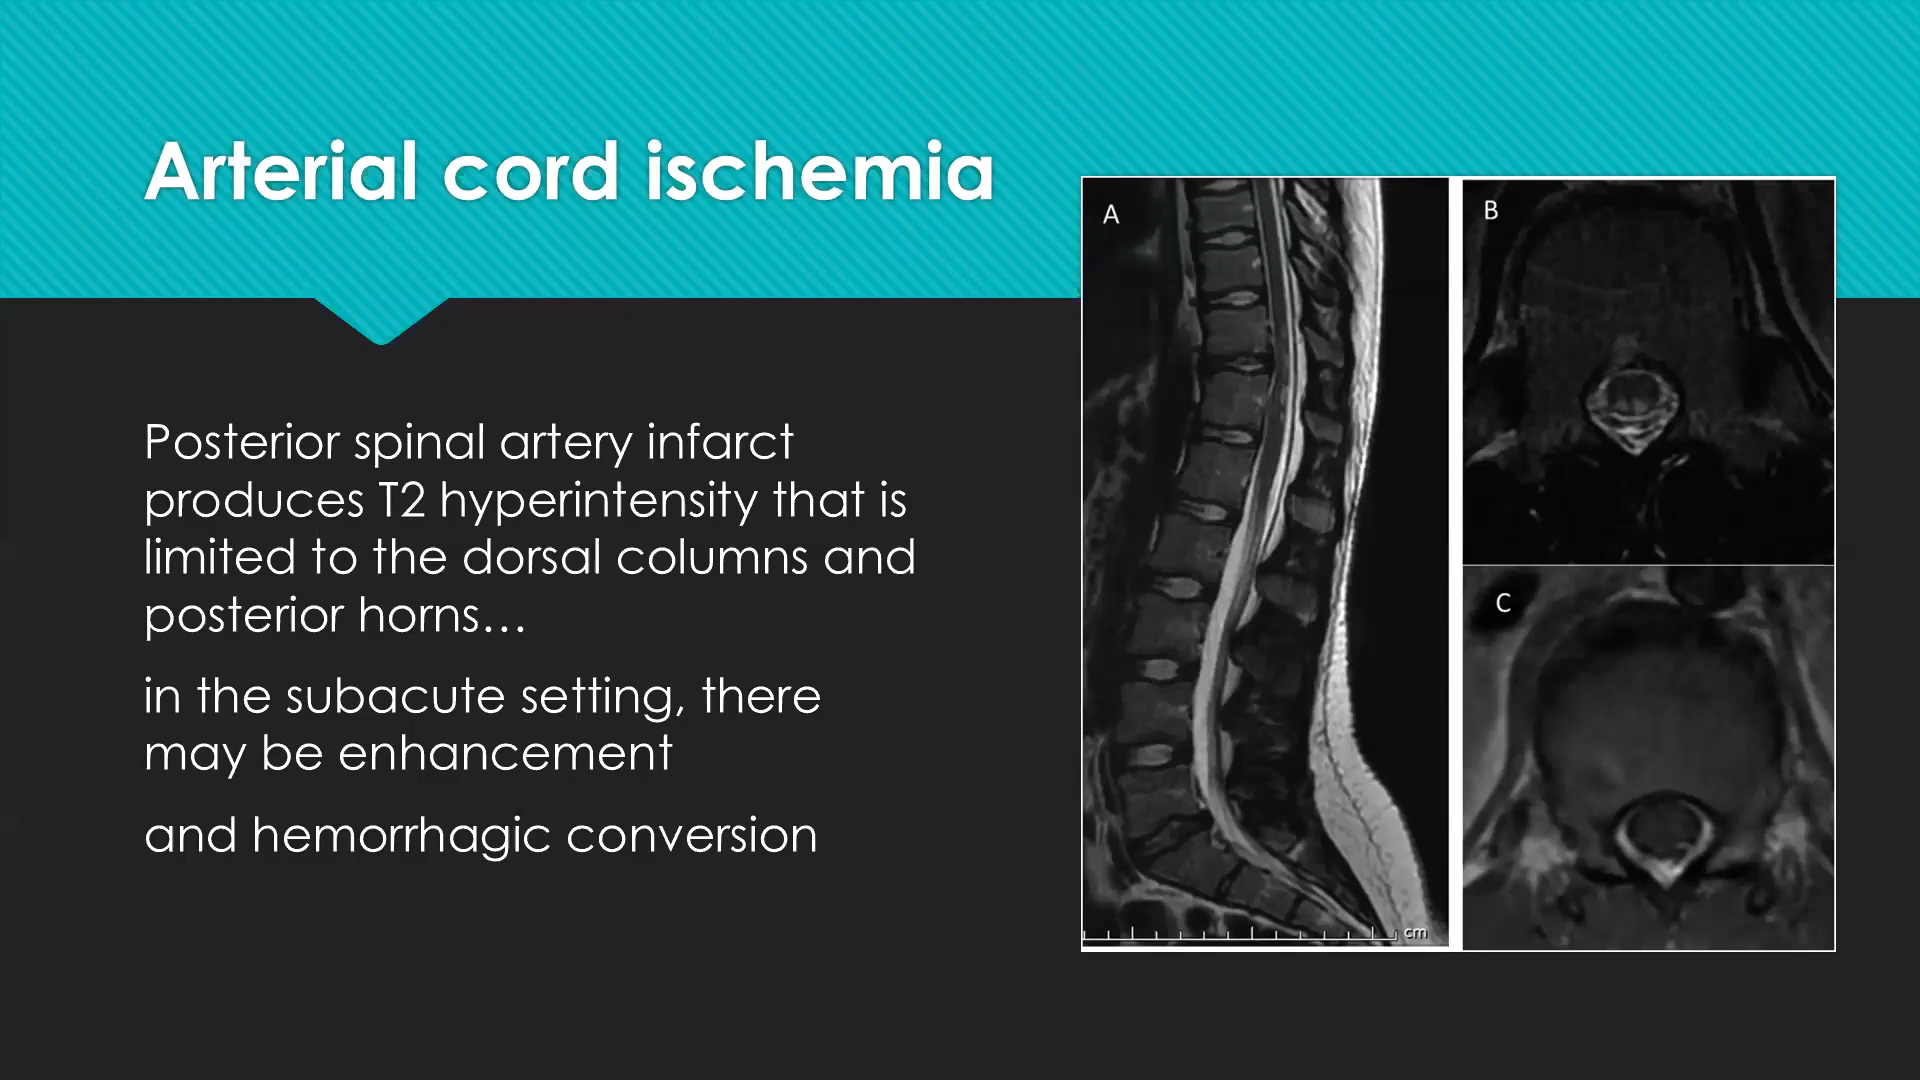 Arterial cord ischemia
Posterior spinal artery infarct
produces T2 hyperintensity that is
limited to the dorsal columns and
posterior horns…
in the subacute setting, there
may be enhancement
and hemorrhagic conversion
A
B
C
cm